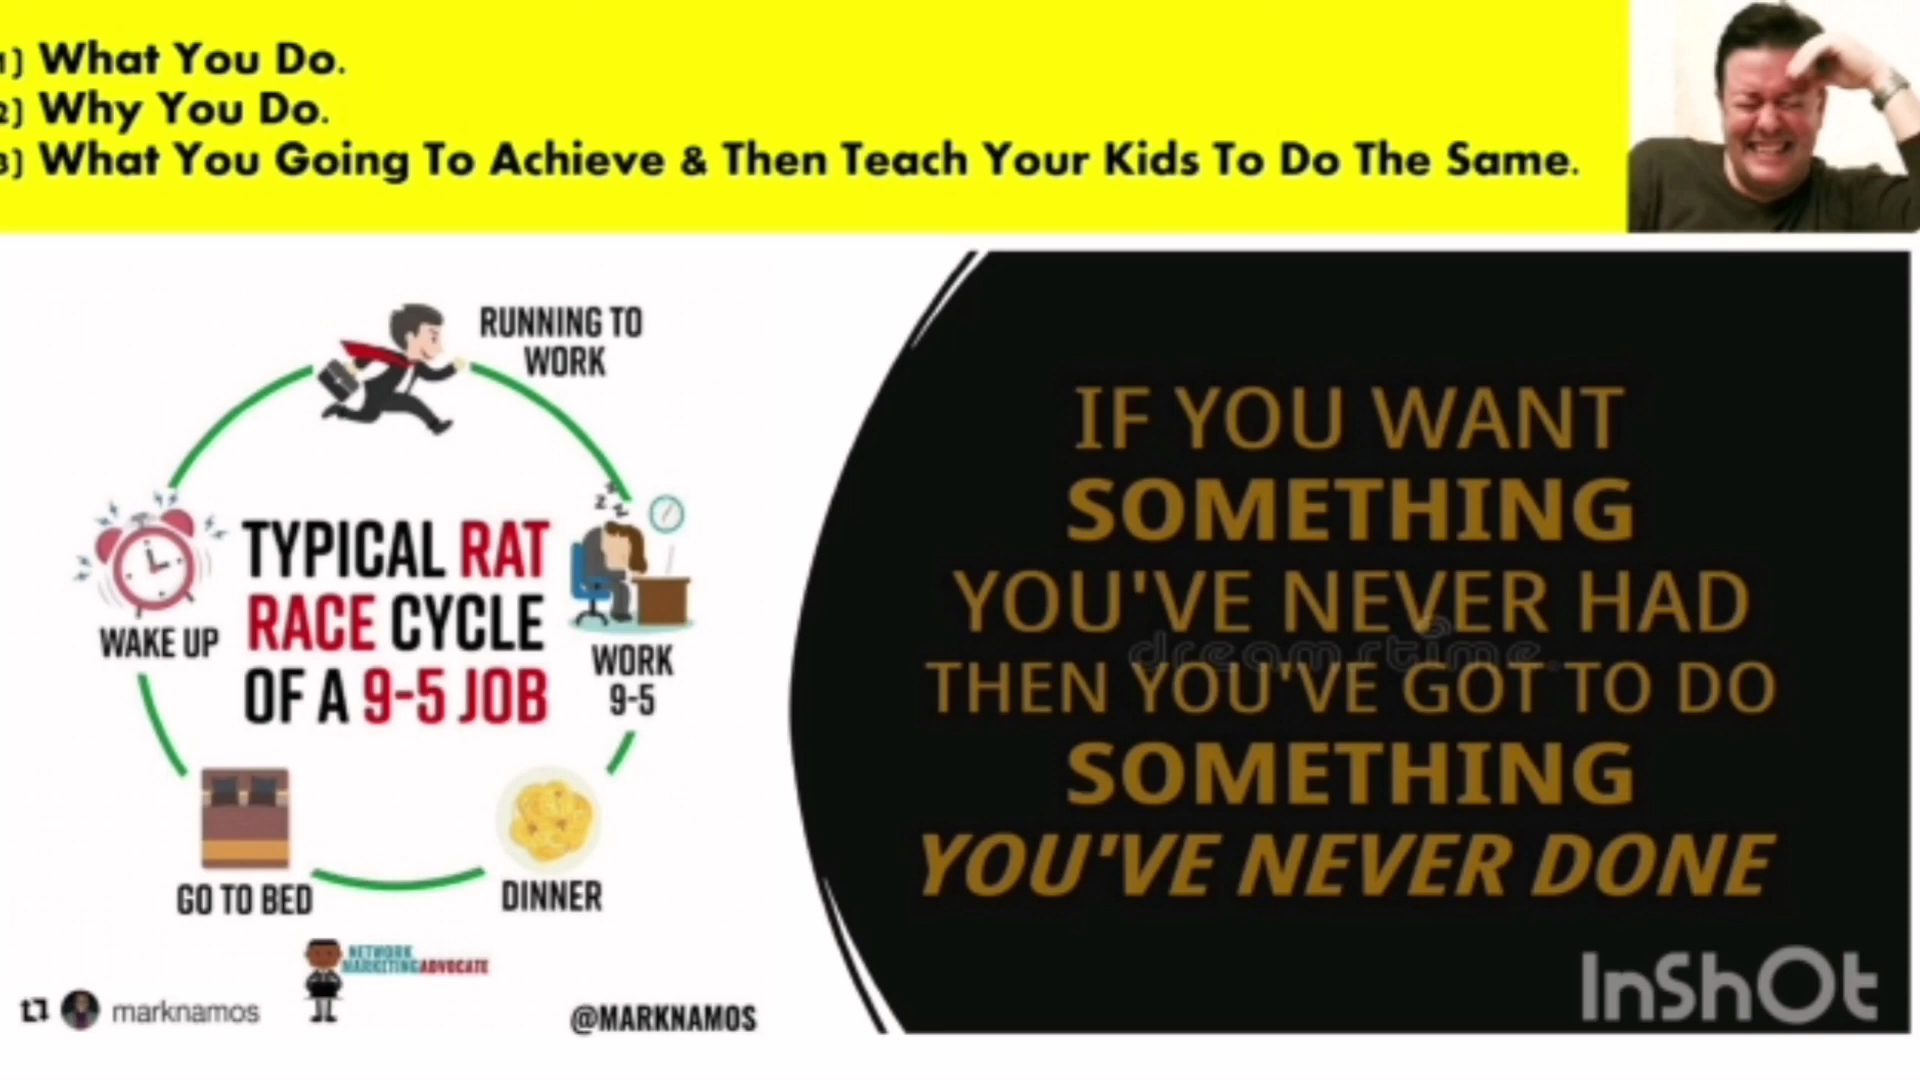 1) What You Do.
2) Why You Do.
3) What You Going To Achieve & Then Teach Your Kids To Do The Same.
RUNNING TO
WORK
WAKE UP
TYPICAL RAT
RACE CYCLE
OF A 9-5 JOB
WORK
9-5
GO TO BED
DINNER
NETWORK
MARKETINGADVOCATE
marknamos
@MARKNAMOS
IF YOU WANT
SOMETHING
YOU'VE NEVER HAD
dreamstime.
THEN YOU'VE GOT TO DO
SOMETHING
YOU'VE NEVER DONE
InShOt